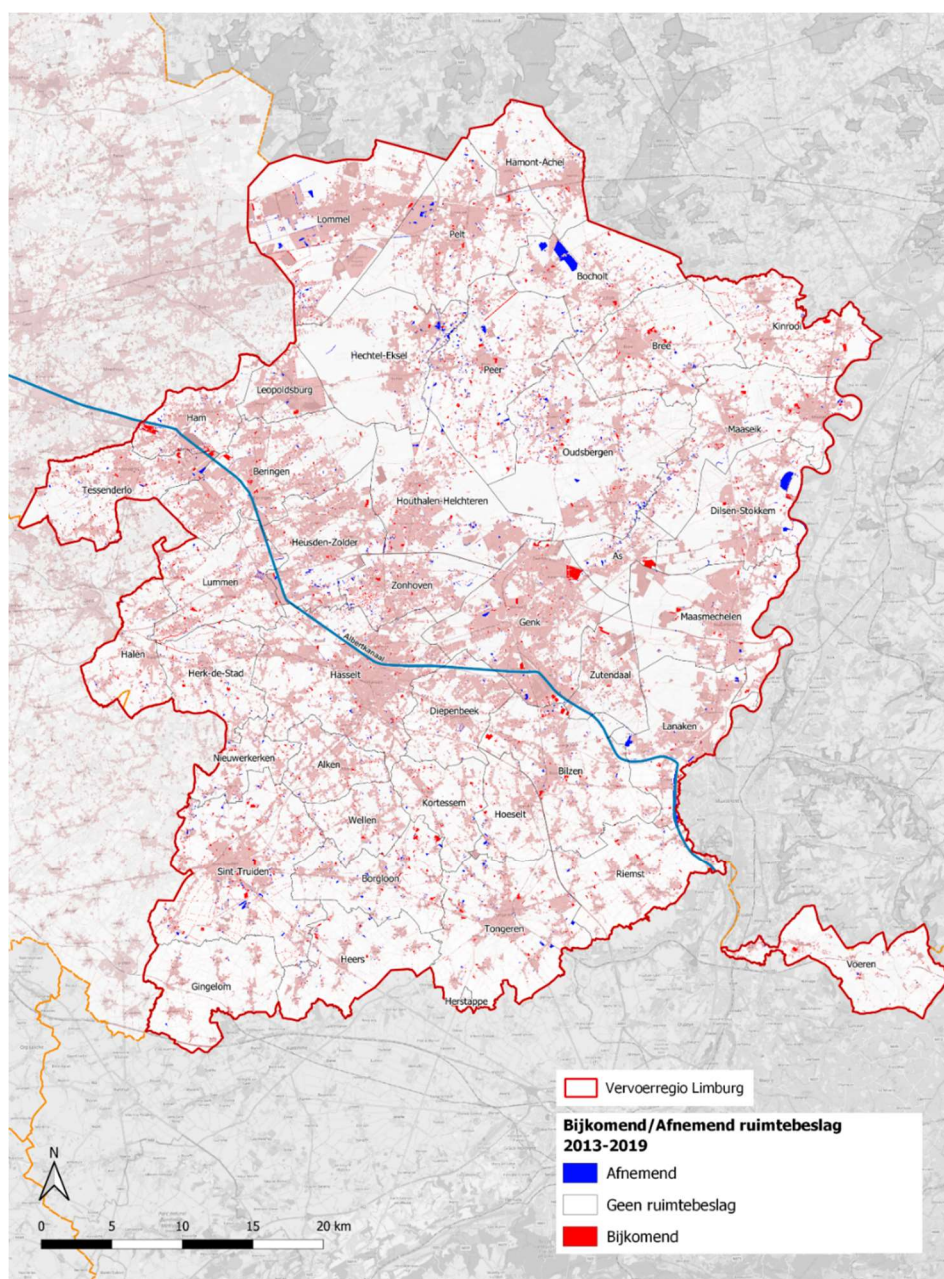 Hamont-Achel
Lommel
Pelt
Bocholt
Kinrooi
Hechtel-Eksel
Bree
Peer
Leopoldsburg
Ham
Maaseik
Oudsbergen
Beringen
Tessenderlo
Houthalen-Helchteren
Dilsen-Stokkem
Heusden-Zolder
As
Lummen
Zonhoven
Maasmechelen
Genk
Albertkanaal
Halen
Herk-de-Stad
Hasselt
Zutendaal
Diepenbeek
Lanaken
Nieuwerkerken
Alken
Bilzen
Kortessem
Wellen
Hoeselt
Sint Truiden
Borgloon
Riemst
Tongeren
Heers
Voeren
Gingelom
Herstappe
Vervoerregio Limburg
Bijkomend/Afnemend ruimtebeslag
2013-2019
Afnemend
Geen ruimtebeslag
Bijkomend
N
0 5 10 15 20 km